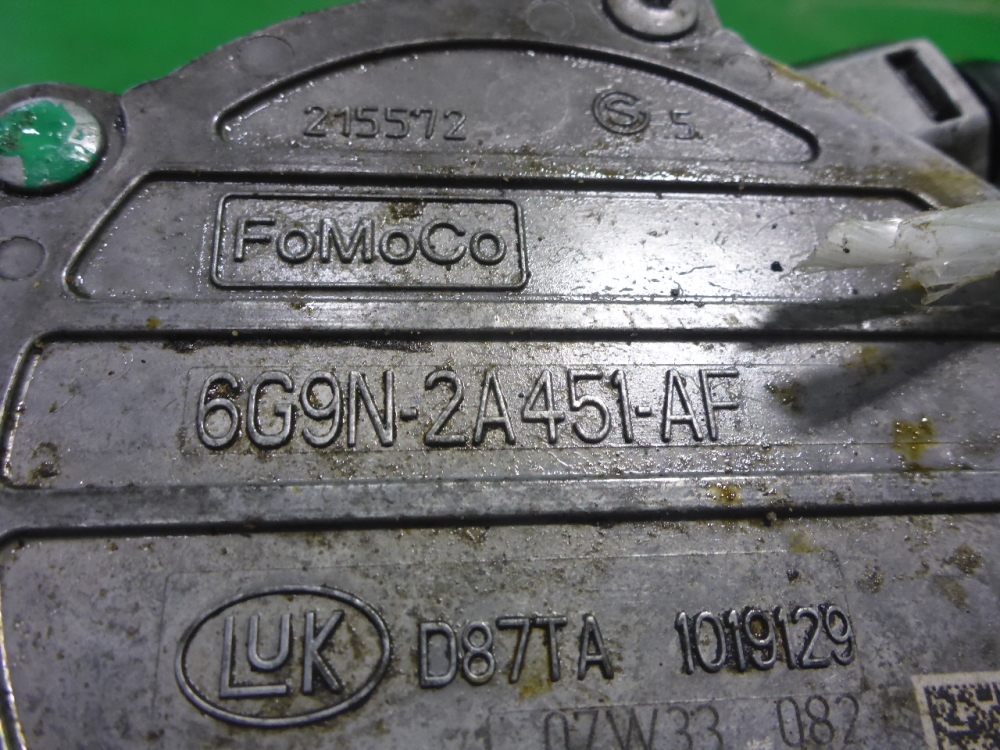 215572 5
FoMoCo
6G9N-2A451-AF
LUK D87TA 1019129
07W33 082